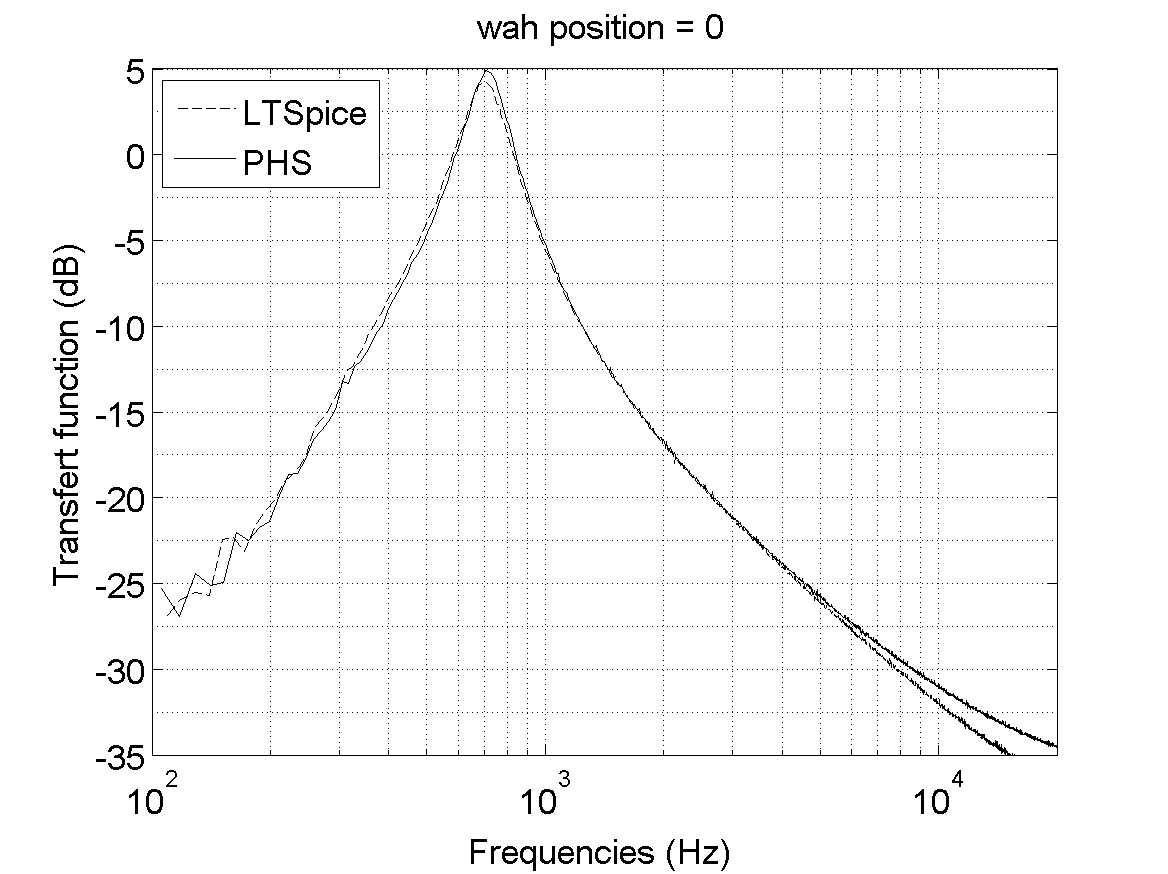 wah position = 0
LTSpice
PHS
5
0
-5
-10
-15
-20
-25
-30
-35
Transfert function (dB)
10^2
10^3
10^4
Frequencies (Hz)